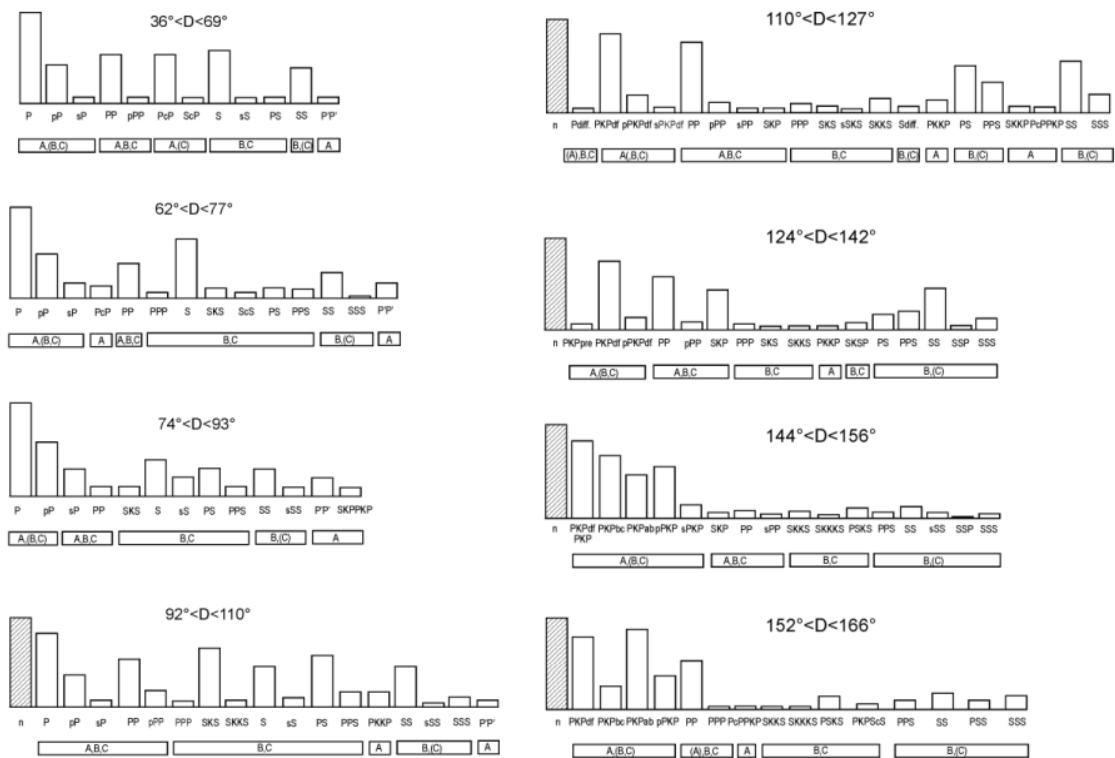 36°<D<69°
P pP sP PP pPP PcP ScP S sS PS SS P'P'
A,(B,C) A,B,C A,(C) B,C B,(C) A
62°<D<77°
P pP sP PcP PP PPP S SKS ScS PS PPS SS SSS P'P'
A,(B,C) A A,B,C B,C B,(C) A
74°<D<93°
P pP sP PP SKS S sS PS PPS SS sSS P'P' SKPPKP
A,(B,C) A,B,C B,C B,(C) A
92°<D<110°
n P pP sP PP pPP PPP SKS SKKS S sS PS PPS PKKP SS sSS SSS P'P'
A,B,C B,C A B,(C) A
110°<D<127°
n Pdiff. PKPdf pPKPdf sPKPdf PP pPP sPP SKP PPP SKS sSKS SKKS Sdiff. PKKP PS PPS SKKP PcPPKP SS SSS
(A),B,C A(,B,C) A,B,C B,C B,(C) A B,(C) A B,(C)
124°<D<142°
n PKPpre PKPdf pPKPdf PP pPP SKP PPP SKS SKKS PKKP SKSP PS PPS SS SSP SSS
A,(B,C) A,B,C B,C A B,C B,(C)
144°<D<156°
n PKPdf PKPbc PKPab pPKP sPKP SKP PP sPP SKKS SKKKS PSKS PPS SS sSS SSP SSS
PKP
A,(B,C) A,B,C B,C B,(C)
152°<D<166°
n PKPdf PKPbc PKPab pPKP PP PPP PcPPKP SKKS SKKKS PSKS PKPScS PPS SS PSS SSS
A,(B,C) (A),B,C A B,C B,(C)